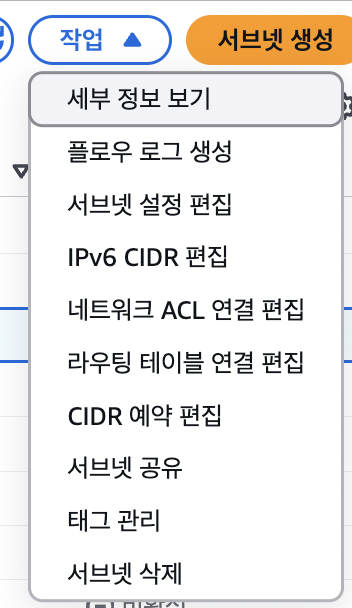 작업
서브넷 생성
세부 정보 보기
플로우 로그 생성
서브넷 설정 편집
IPv6 CIDR 편집
네트워크 ACL 연결 편집
라우팅 테이블 연결 편집
CIDR 예약 편집
서브넷 공유
태그 관리
서브넷 삭제